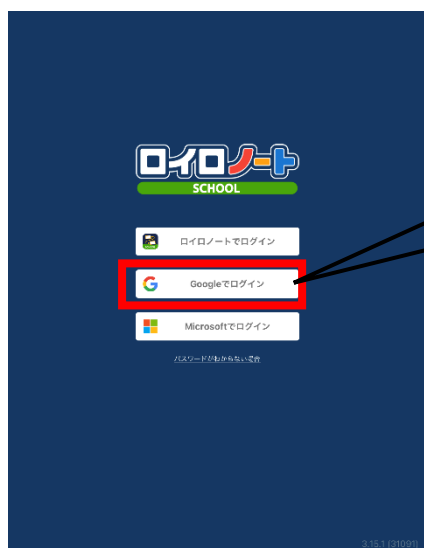 ロイロノート
SCHOOL
ロイロノートでログイン
Googleでログイン
Microsoftでログイン
パスワードがわからない場合
3.15.1 (31091)